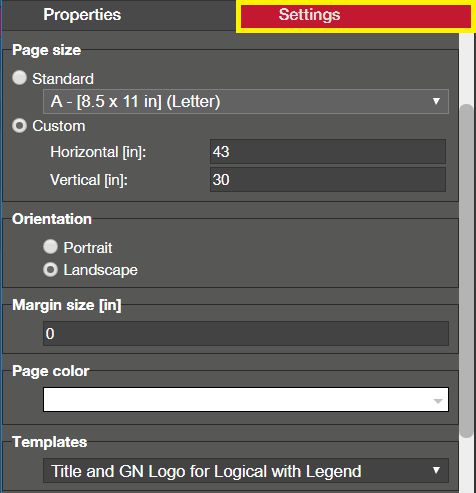 Properties Settings
Page size
Standard
A - [8.5 x 11 in] (Letter)
Custom
Horizontal [in]: 43
Vertical [in]: 30
Orientation
Portrait
Landscape
Margin size [in]
0
Page color
Templates
Title and GN Logo for Logical with Legend